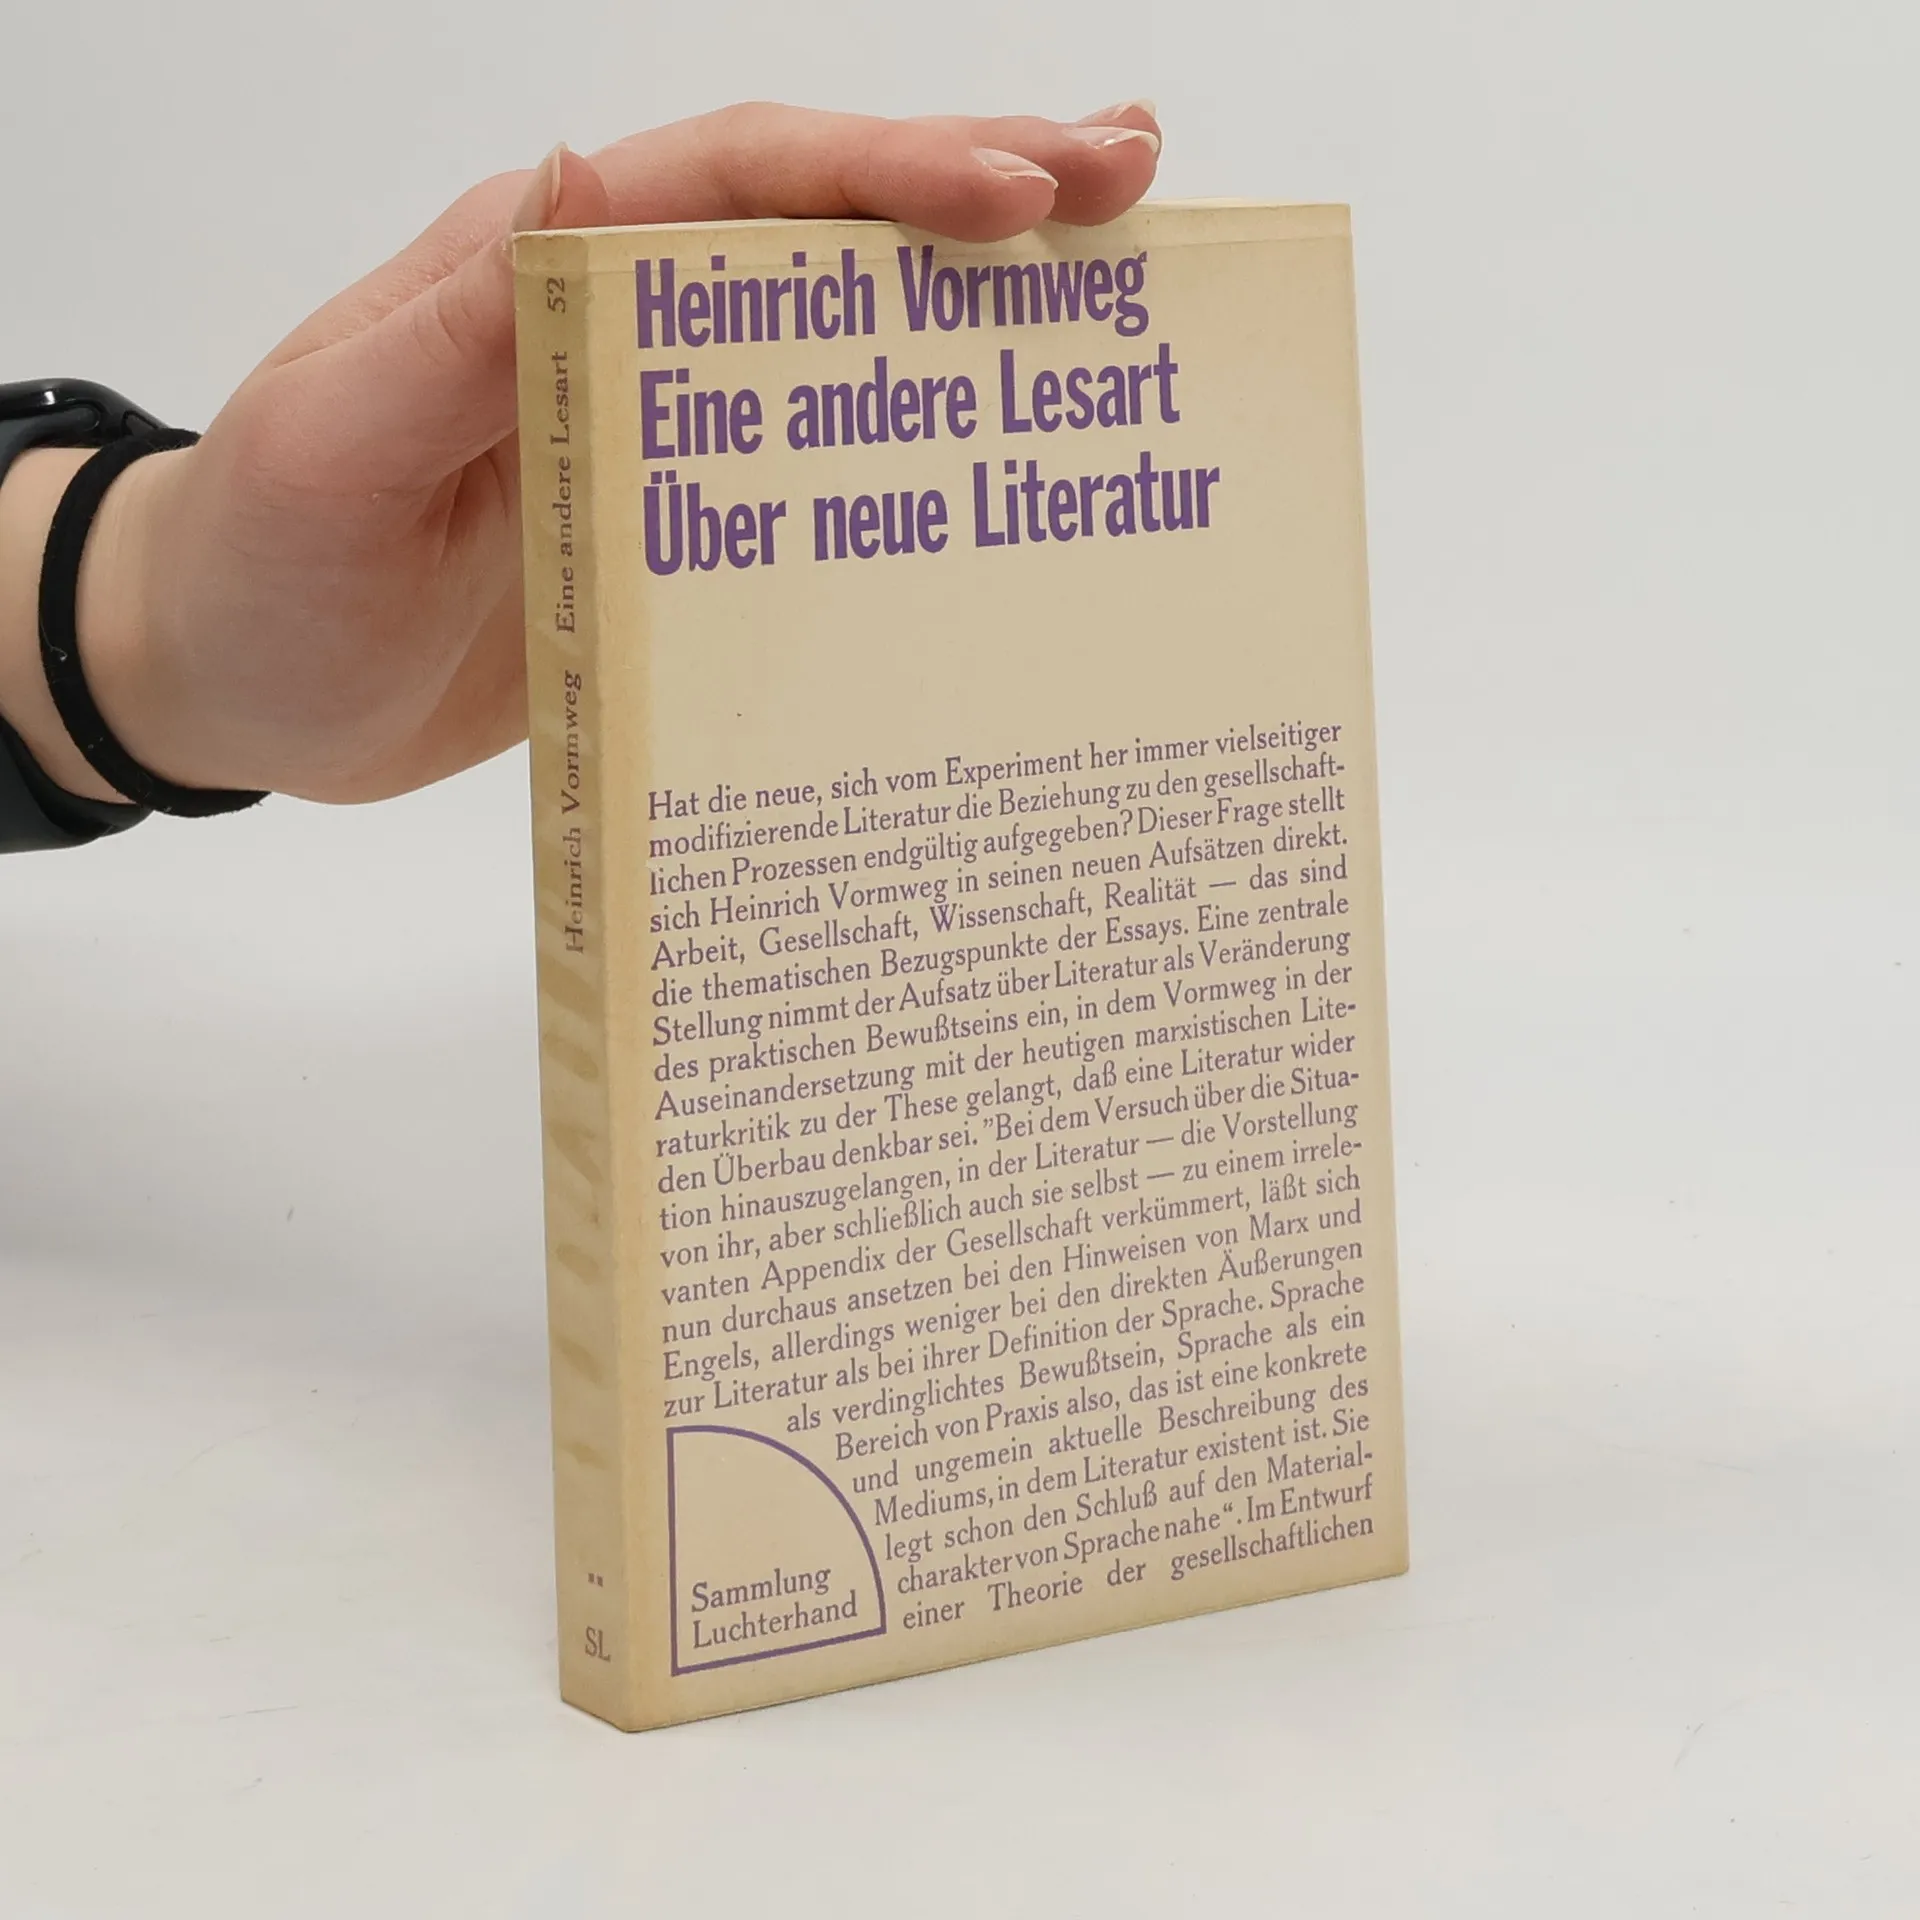 Heinrich Vormweg
Eine andere Lesart
Über neue Literatur
Hat die neue, sich vom Experiment her immer vielseitiger
modifizierende Literatur die Beziehung zu den gesellschaft-
lichen Prozessen endgültig aufgegeben? Dieser Frage stellt
sich Heinrich Vormweg in seinen neuen Aufsätzen direkt.
Arbeit, Gesellschaft, Wissenschaft, Realität — das sind
die thematischen Bezugspunkte der Essays. Eine zentrale
Stellung nimmt der Aufsatz über Literatur als Veränderung
des praktischen Bewußtseins ein, in dem Vormweg in der
Auseinandersetzung mit der heutigen marxistischen Lite-
raturkritik zu der These gelangt, daß eine Literatur wider
den Überbau denkbar sei. "Bei dem Versuch über die Situa-
tion hinauszugelangen, in der Literatur — die Vorstellung
von ihr, aber schließlich auch sie selbst — zu einem irrele-
vanten Appendix der Gesellschaft verkümmert, läßt sich
nun durchaus ansetzen bei den Hinweisen von Marx und
Engels, allerdings weniger bei den direkten Äußerungen
zur Literatur als bei ihrer Definition der Sprache. Sprache
als verdinglichtes Bewußtsein, Sprache als ein
Bereich von Praxis also, das ist eine konkrete
und ungemein aktuelle Beschreibung des
Mediums, in dem Literatur existent ist. Sie
legt schon den Schluß auf den Material-
charakter von Sprache nahe“. Im Entwurf
einer Theorie der gesellschaftlichen
Sammlung
Luchterhand
Heinrich Vormweg Eine andere Lesart 52
SL